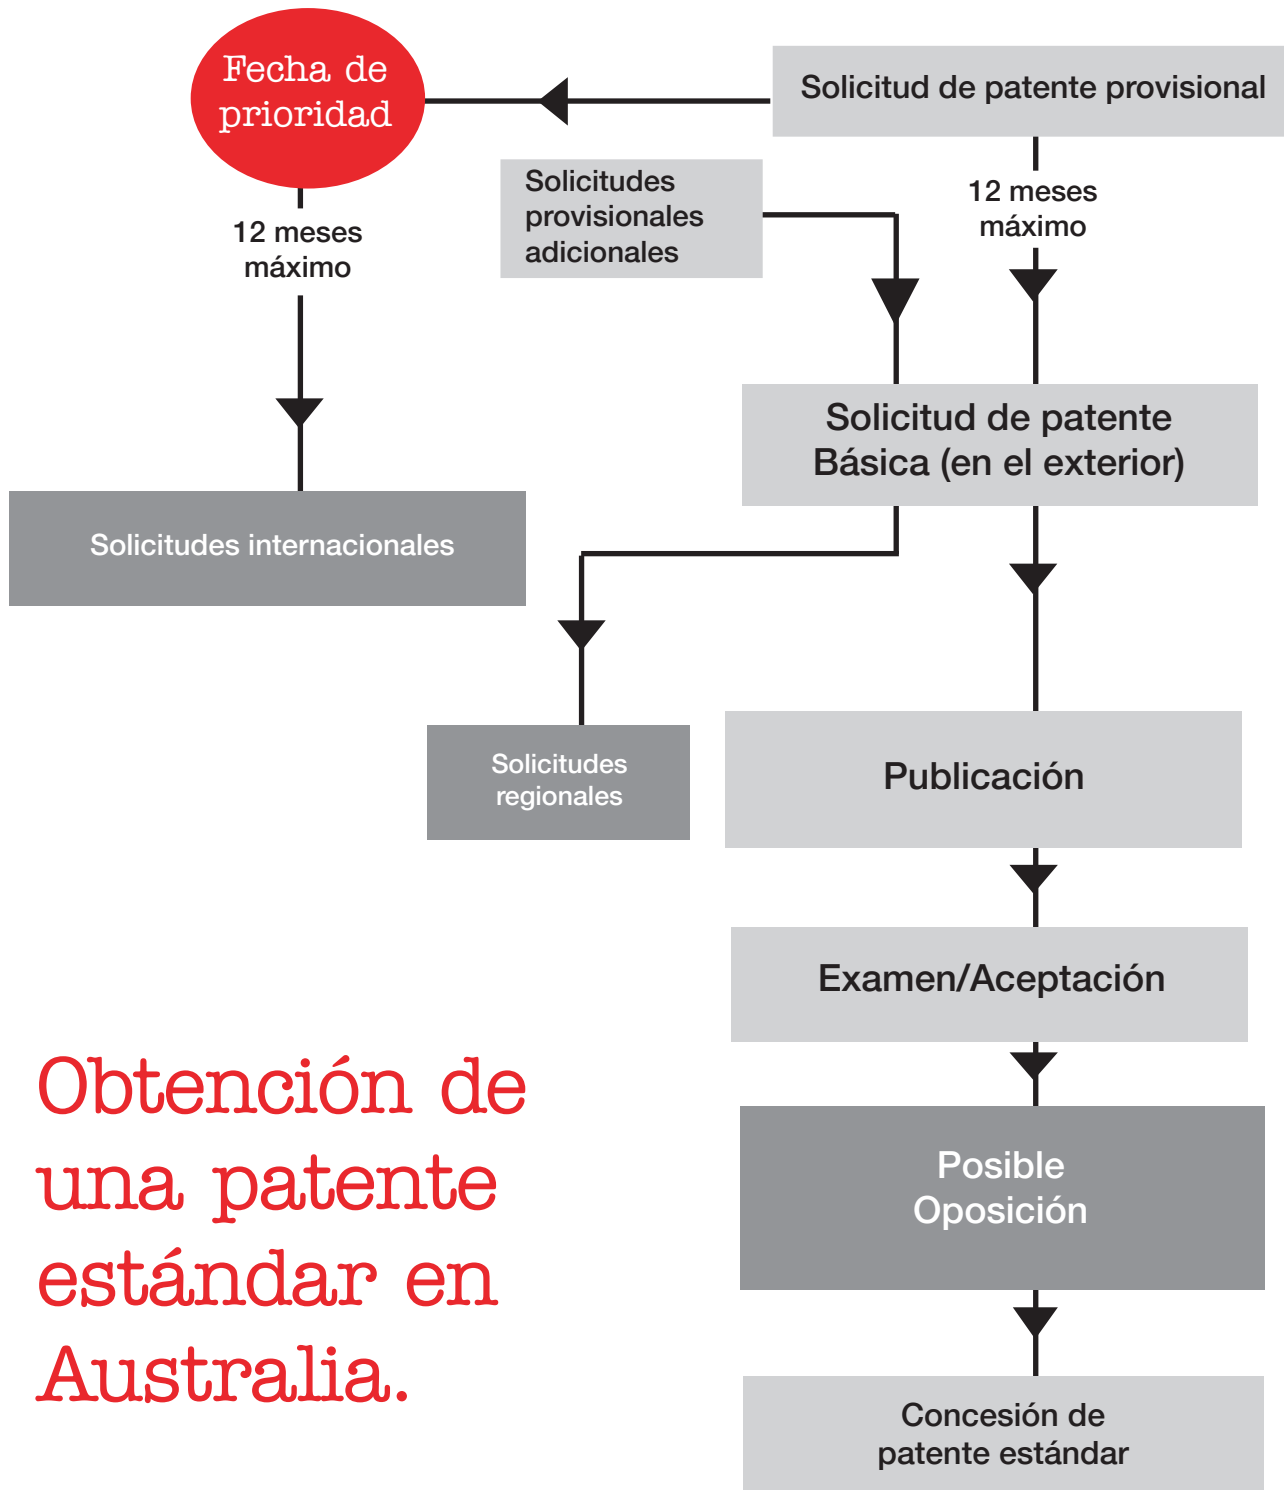 Fecha de
prioridad
Solicitud de patente provisional
Solicitudes
provisionales
adicionales
12 meses
máximo
12 meses
máximo
Solicitud de patente
Básica (en el exterior)
Solicitudes internacionales
Solicitudes
regionales
Publicación
Examen/Aceptación
Posible
Oposición
Concesión de
patente estándar
Obtención de
una patente
estándar en
Australia.